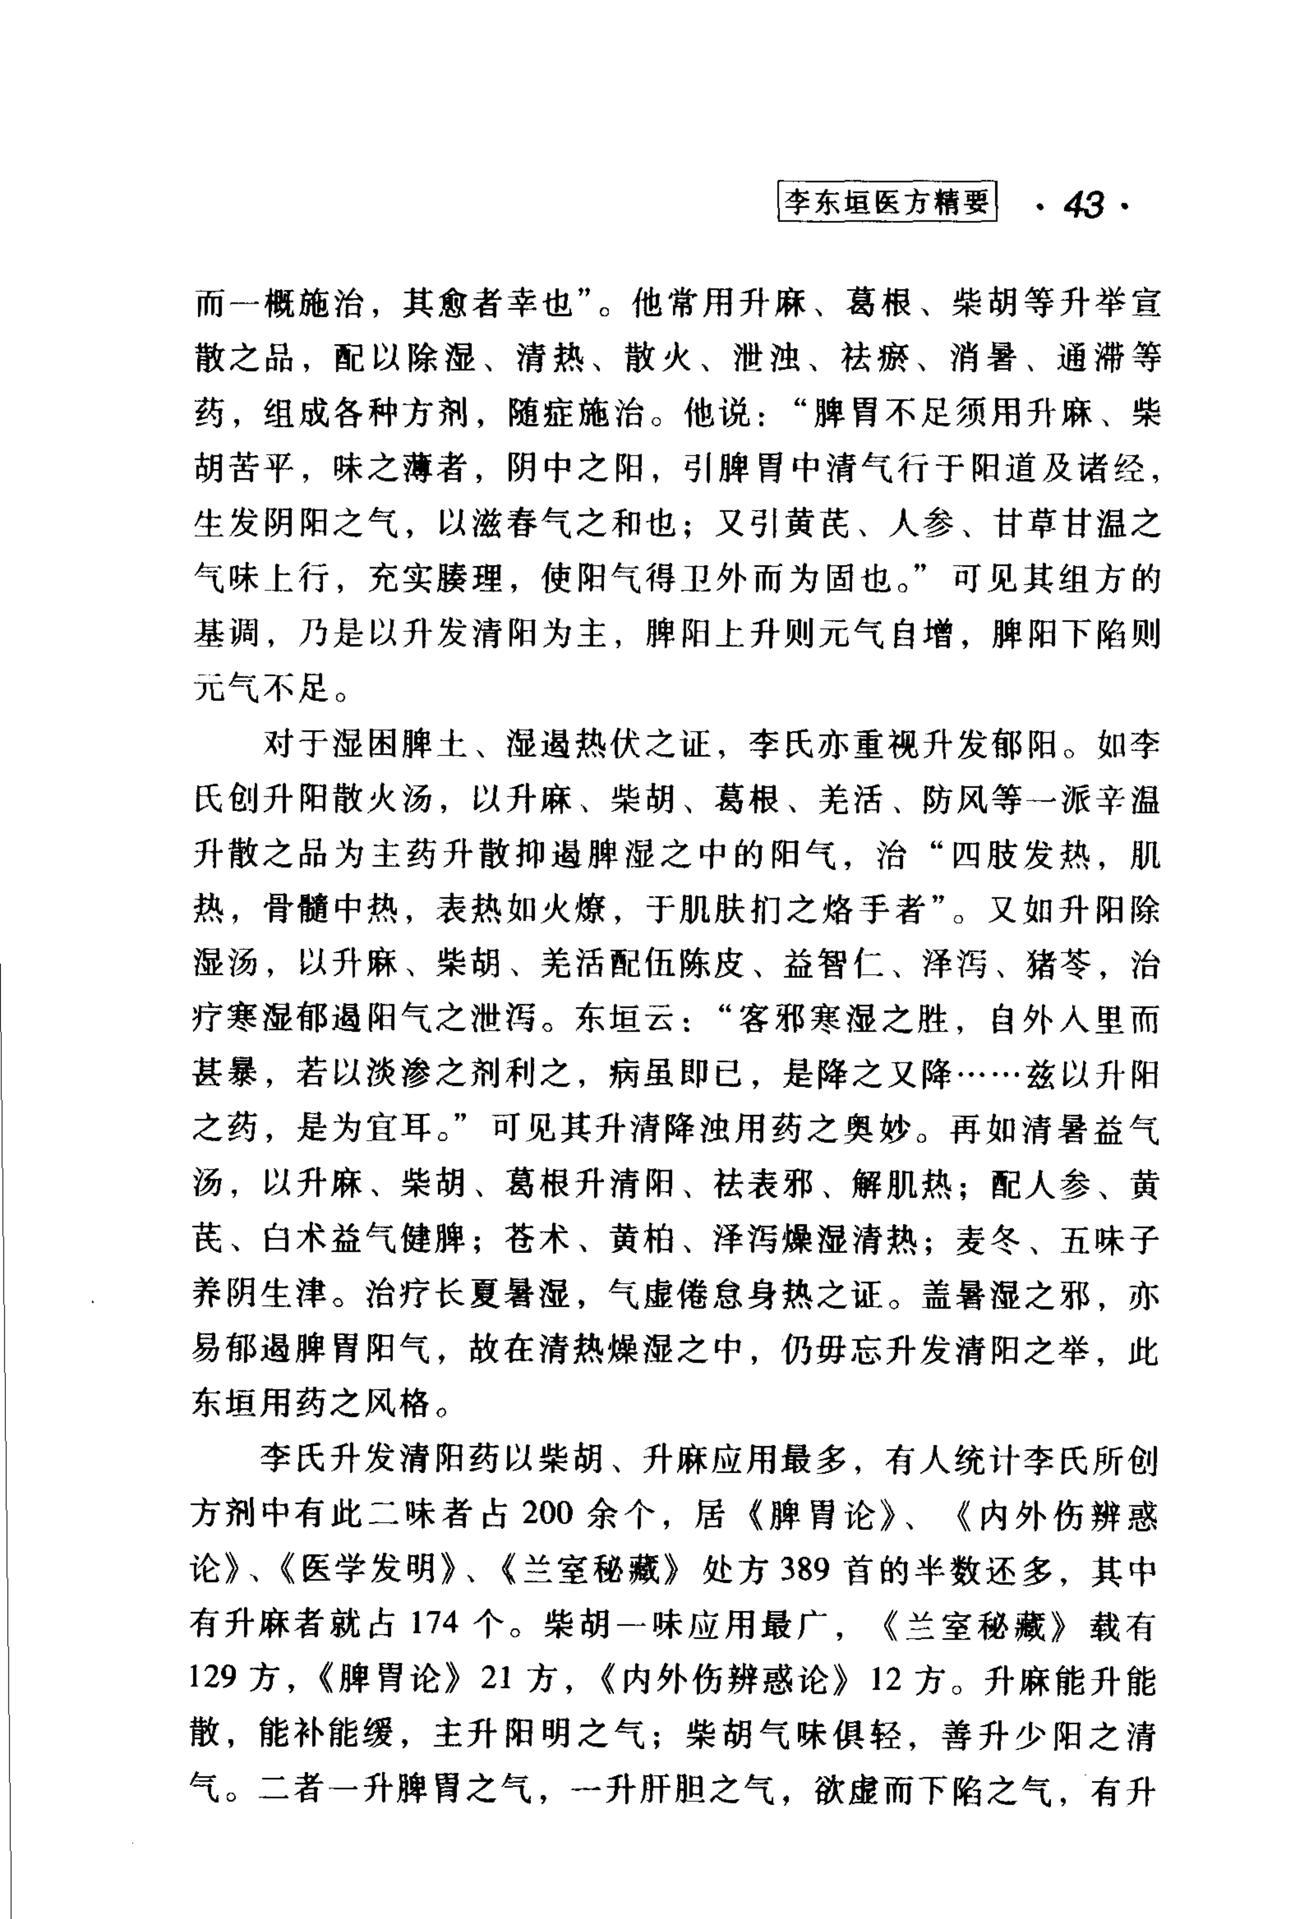 李东垣医方精要 · 43 ·
而一概施治，其愈者幸也”。他常用升麻、葛根、柴胡等升举宣
散之品，配以除湿、清热、散火、泄浊、祛瘀、消暑、通滞等
药，组成各种方剂，随症施治。他说：“脾胃不足须用升麻、柴
胡苦平，味之薄者，阴中之阳，引脾胃中清气行于阳道及诸经，
生发阴阳之气，以滋春气之和也；又引黄芪、人参、甘草甘温之
气味上行，充实腠理，使阳气得卫外而为固也。” 可见其组方的
基调，乃是以升发清阳为主，脾阳上升则元气自增，脾阳下陷则
元气不足。
对于湿困脾土、湿遏热伏之证，李氏亦重视升发郁阳。如李
氏创升阳散火汤，以升麻、柴胡、葛根、羌活、防风等一派辛温
升散之品为主药升散抑遏脾湿之中的阳气，治“四肢发热，肌
热，骨髓中热，表热如火燎，于肌肤扪之烙手者”。又如升阳除
湿汤，以升麻、柴胡、羌活配伍陈皮、益智仁、泽泻、猪苓，治
疗寒湿郁遏阳气之泄泻。东垣云：“客邪寒湿之胜，自外入里而
甚暴，若以淡渗之剂利之，病虽即已，是降之又降……兹以升阳
之药，是为宜耳。” 可见其升清降浊用药之奥妙。再如清暑益气
汤，以升麻、柴胡、葛根升清阳、祛表邪、解肌热；配人参、黄
芪、白术益气健脾；苍术、黄柏、泽泻燥湿清热；麦冬、五味子
养阴生津。治疗长夏暑湿，气虚倦怠身热之证。盖暑湿之邪，亦
易郁遏脾胃阳气，故在清热燥湿之中，仍毋忘升发清阳之举，此
东垣用药之风格。
李氏升发清阳药以柴胡、升麻应用最多，有人统计李氏所创
方剂中有此二味者占 200 余个，居《脾胃论》、《内外伤辨惑
论》、《医学发明》、《兰室秘藏》处方 389 首的半数还多，其中
有升麻者就占 174 个。柴胡一味应用最广，《兰室秘藏》载有
129 方，《脾胃论》21 方，《内外伤辨惑论》12 方。升麻能升能
散，能补能缓，主升阳明之气；柴胡气味俱轻，善升少阳之清
气。二者一升脾胃之气，一升肝胆之气，欲虚而下陷之气，有升